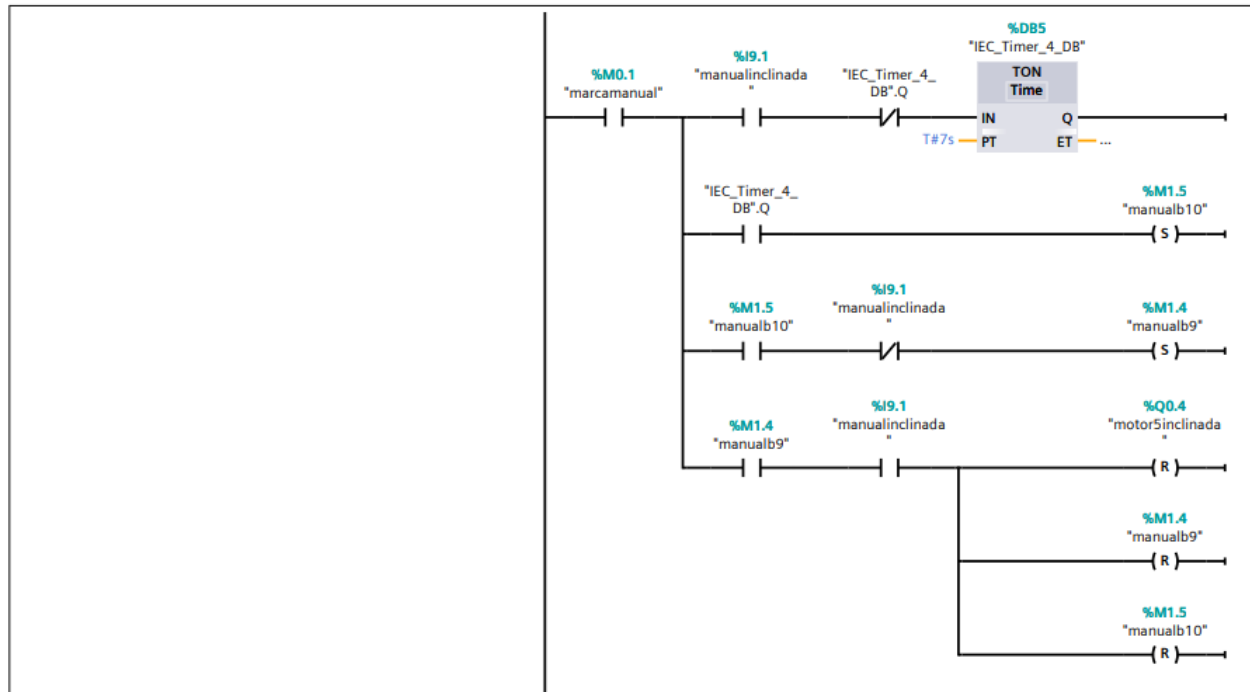 %DB5
"IEC_Timer_4_DB"
%M0.1
"marcamanual"
%I9.1
"manualinclinada
"
"IEC_Timer_4_
DB".Q
TON
Time
IN
Q
T#7s
PT
ET
...
"IEC_Timer_4_
DB".Q
%M1.5
"manualb10"
S
%M1.5
"manualb10"
%I9.1
"manualinclinada
"
%M1.4
"manualb9"
S
%M1.4
"manualb9"
%I9.1
"manualinclinada
"
%Q0.4
"motor5inclinada
"
R
%M1.4
"manualb9"
R
%M1.5
"manualb10"
R